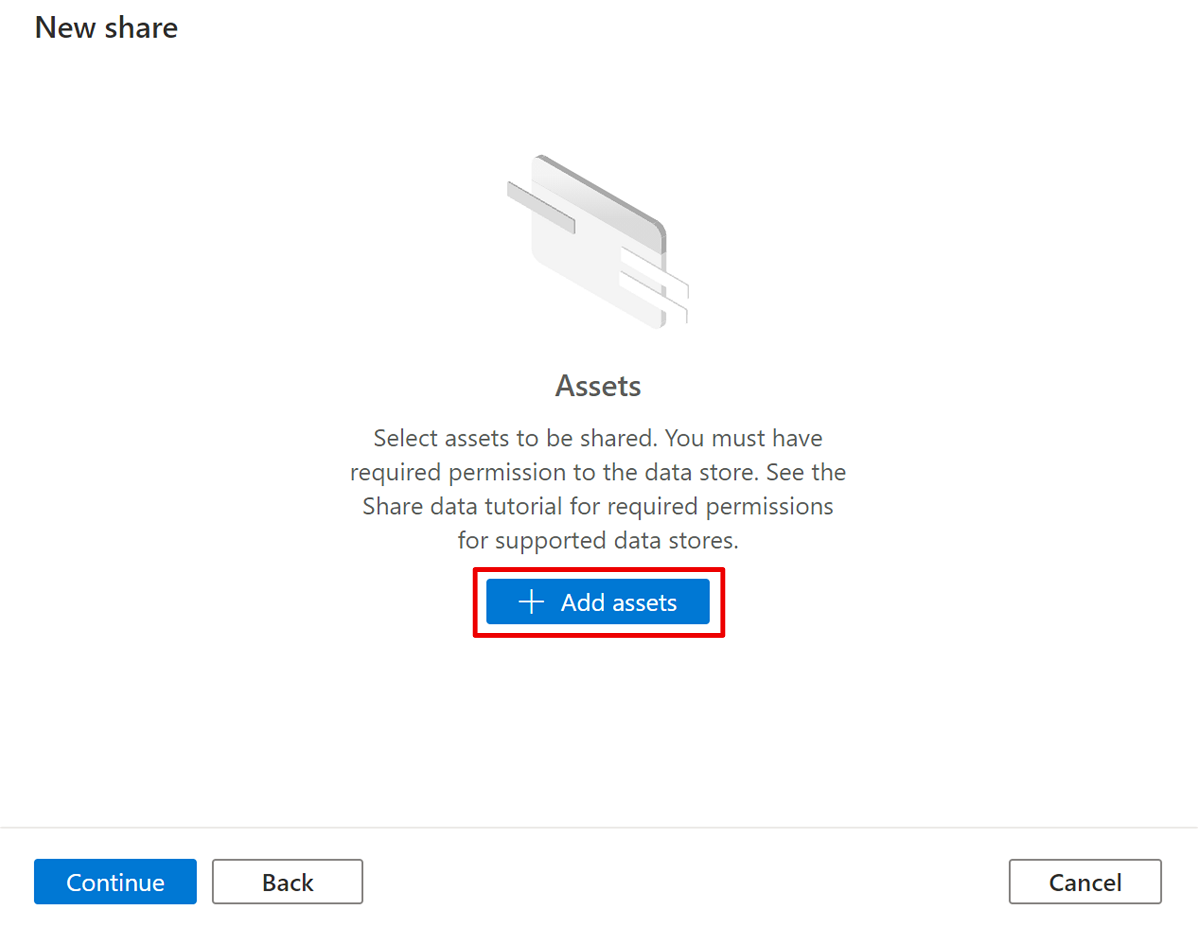 New share
Assets
Select assets to be shared. You must have
required permission to the data store. See the
Share data tutorial for required permissions
for supported data stores.
Add assets
Continue
Back
Cancel